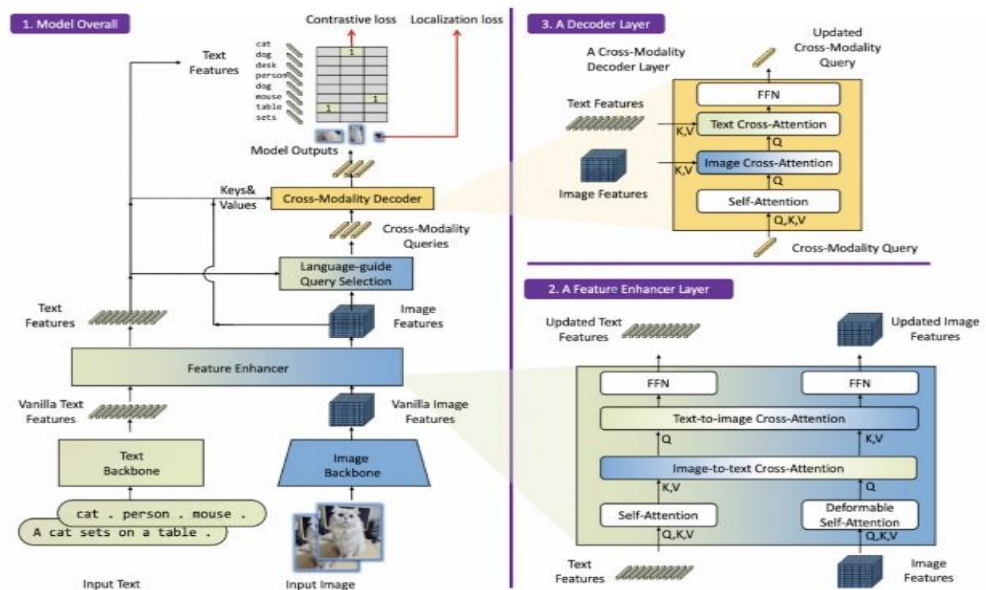 1. Model Overall
Contrastive loss
Localization loss
Text
Features
cat
dog
desk
person
dog
mouse
table
sets
1
1
1
Model Outputs
Keys&
Values
Cross-Modality Decoder
Cross-Modality
Queries
Language-guide
Query Selection
Text
Features
Image
Features
Feature Enhancer
Vanilla Text
Features
Vanilla Image
Features
Text
Backbone
Image
Backbone
cat . person . mouse .
A cat sets on a table .
Input Text
Input Image
3. A Decoder Layer
A Cross-Modality
Decoder Layer
Updated
Cross-Modality
Query
FFN
Text Features
Text Cross-Attention
K,V
Q
Image Cross-Attention
K,V
Q
Image Features
Self-Attention
Q,K,V
Cross-Modality Query
2. A Feature Enhancer Layer
Updated Text
Features
Updated Image
Features
FFN
FFN
Text-to-image Cross-Attention
Q
K,V
Image-to-text Cross-Attention
K,V
Q
Self-Attention
Deformable
Self-Attention
Q,K,V
Q,K,V
Text
Features
Image
Features